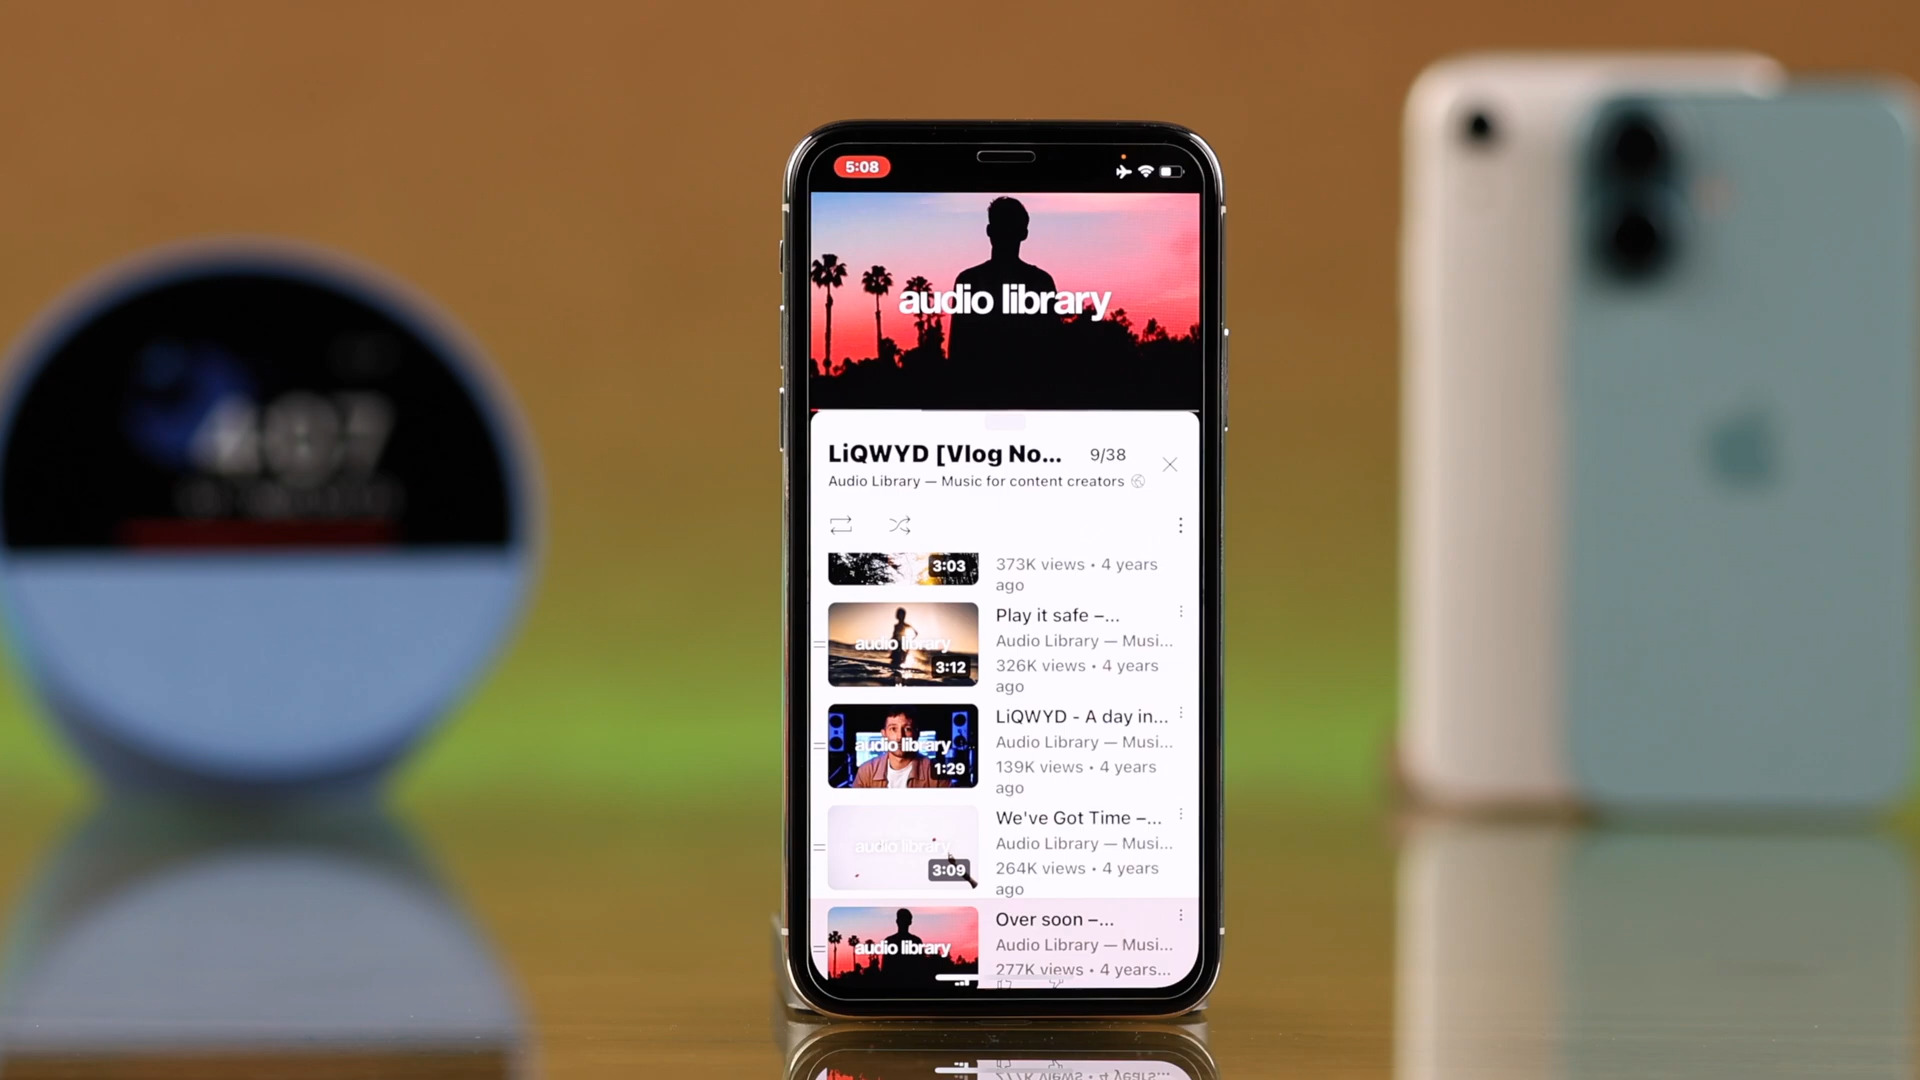 5:08
audio library
LiQWYD [Vlog No... 9/38
Audio Library — Music for content creators
3:03
373K views • 4 years
ago
audio library
3:12
Play it safe –...
Audio Library — Musi...
326K views • 4 years
ago
audio library
1:29
LiQWYD - A day in...
Audio Library — Musi...
139K views • 4 years
ago
audio library
3:09
We've Got Time –...
Audio Library — Musi...
264K views • 4 years
ago
audio library
Over soon –...
Audio Library — Musi...
277K views • 4 years...
4:07